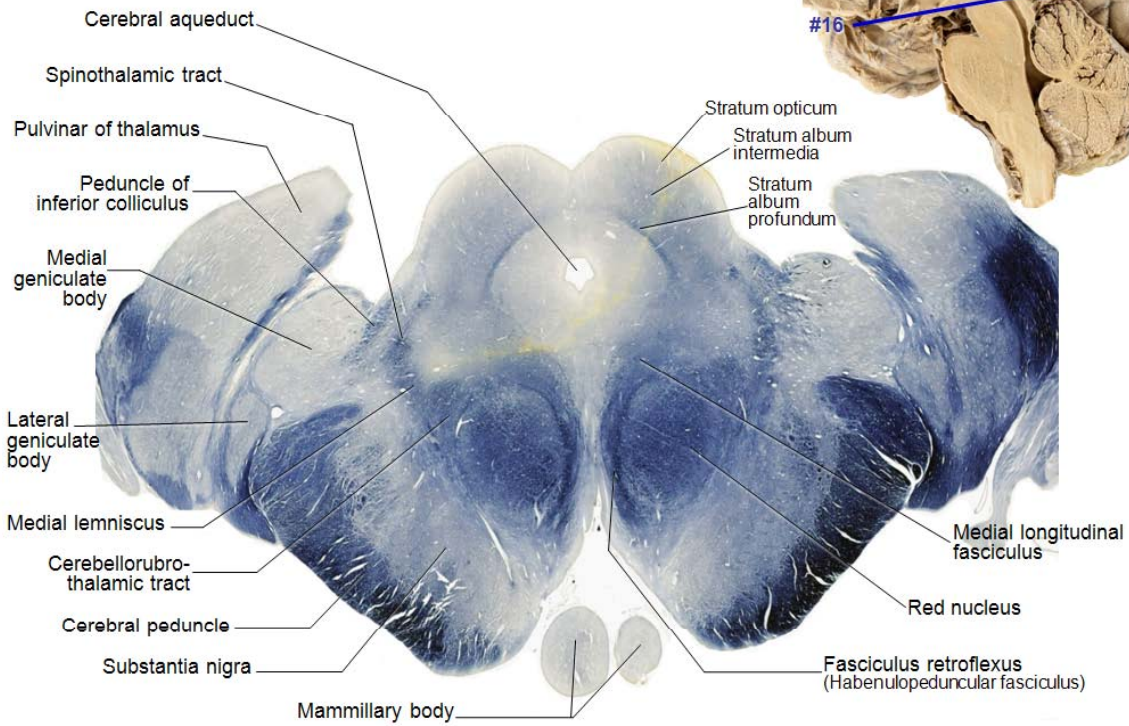 Cerebral aqueduct
#16
Spinothalamic tract
Pulvinar of thalamus
Peduncle of
inferior colliculus
Medial
geniculate
body
Lateral
geniculate
body
Medial lemniscus
Cerebellorubro-
thalamic tract
Cerebral peduncle
Substantia nigra
Mammillary body
Stratum opticum
Stratum album
intermedia
Stratum
album
profundum
Medial longitudinal
fasciculus
Red nucleus
Fasciculus retroflexus
(Habenulopeduncular fasciculus)